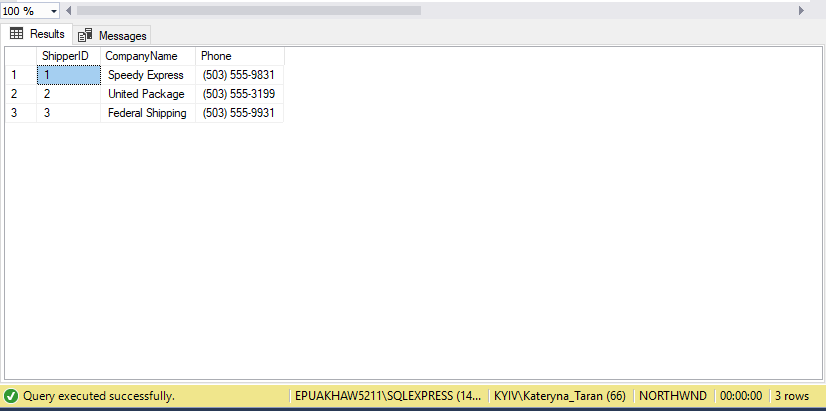 100 %
Results Messages
ShipperID CompanyName Phone
1 1 Speedy Express (503) 555-9831
2 2 United Package (503) 555-3199
3 3 Federal Shipping (503) 555-9931
Query executed successfully. EPUAKHAW5211\SQLEXPRESS (14... KYIV\Kateryna_Taran (66) NORTHWND 00:00:00 3 rows